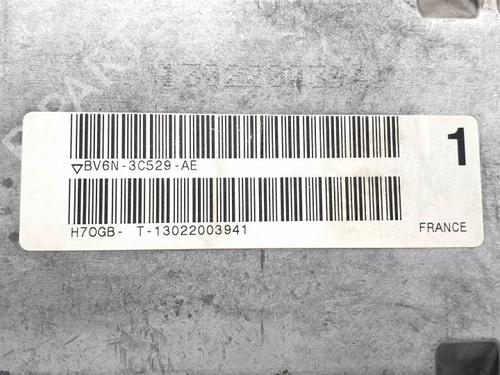 ▽BV6N-3C529-AE
1
H7OGB- T-13022003941
FRANCE